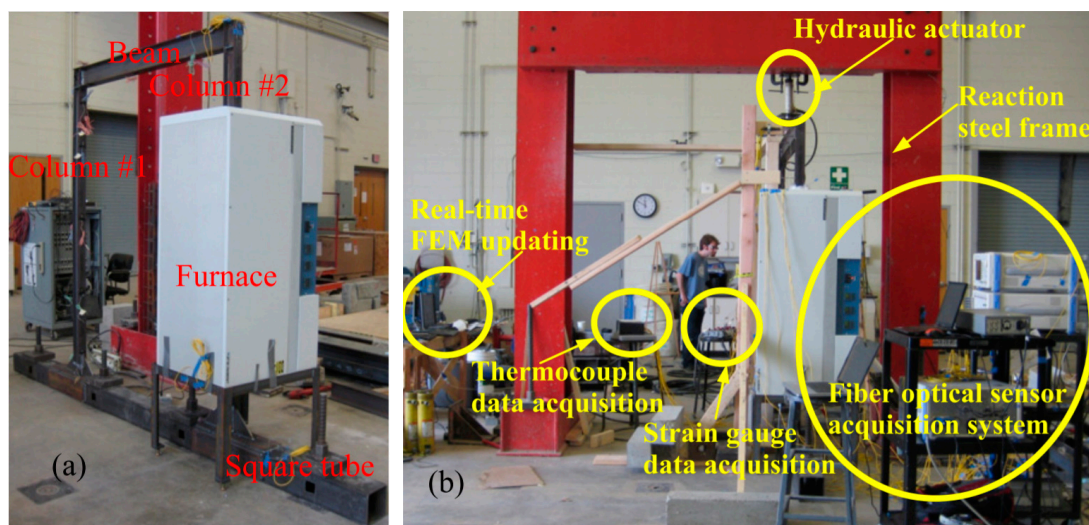 Beam
Column #2
Column #1
Furnace
Square tube
(a)
Hydraulic actuator
Reaction
steel frame
Real-time
FEM updating
Thermocouple
data acquisition
Strain gauge
data acquisition
Fiber optical sensor
acquisition system
(b)